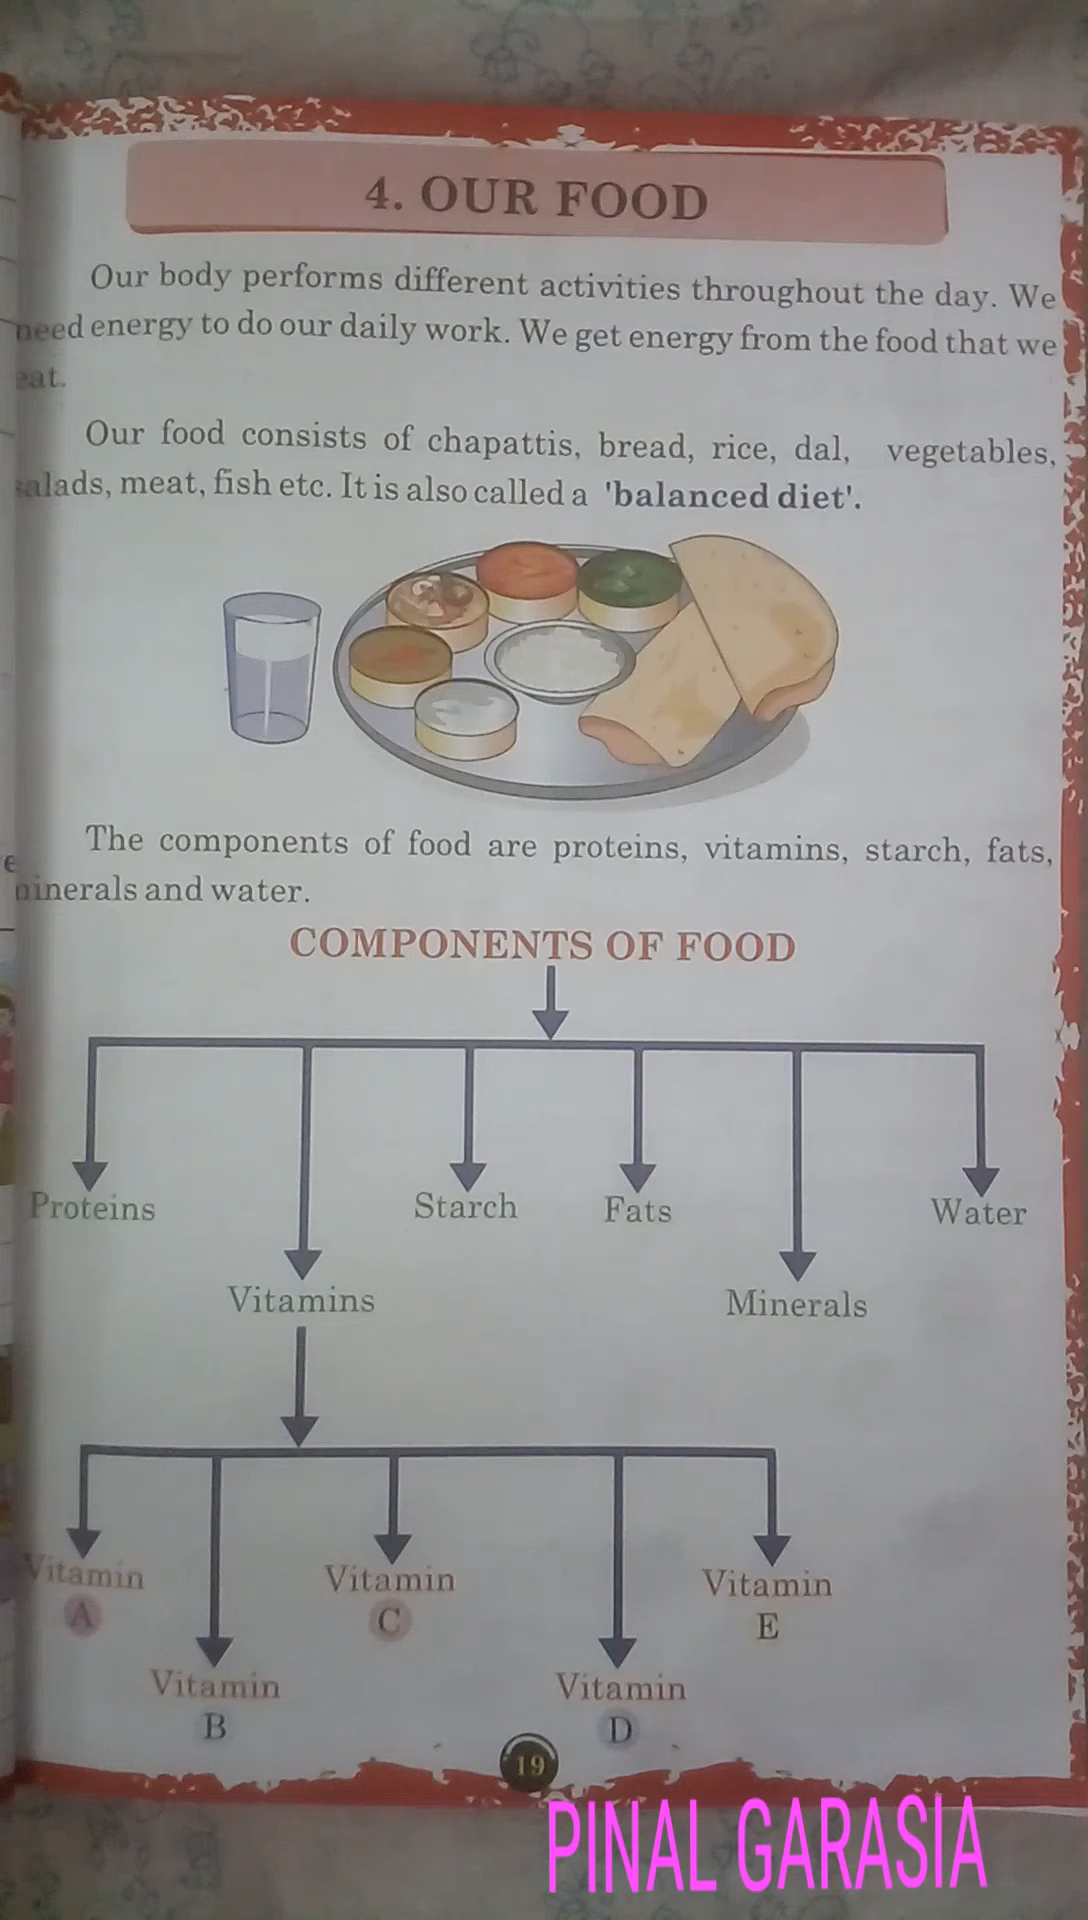 4. OUR FOOD
Our body performs different activities throughout the day. We
need energy to do our daily work. We get energy from the food that we
eat.
Our food consists of chapattis, bread, rice, dal, vegetables,
salads, meat, fish etc. It is also called a 'balanced diet'.
The components of food are proteins, vitamins, starch, fats,
minerals and water.
COMPONENTS OF FOOD
Proteins
Starch
Fats
Water
Vitamins
Minerals
Vitamin
A
Vitamin
C
Vitamin
E
Vitamin
B
Vitamin
D
19
PINAL GARASIA